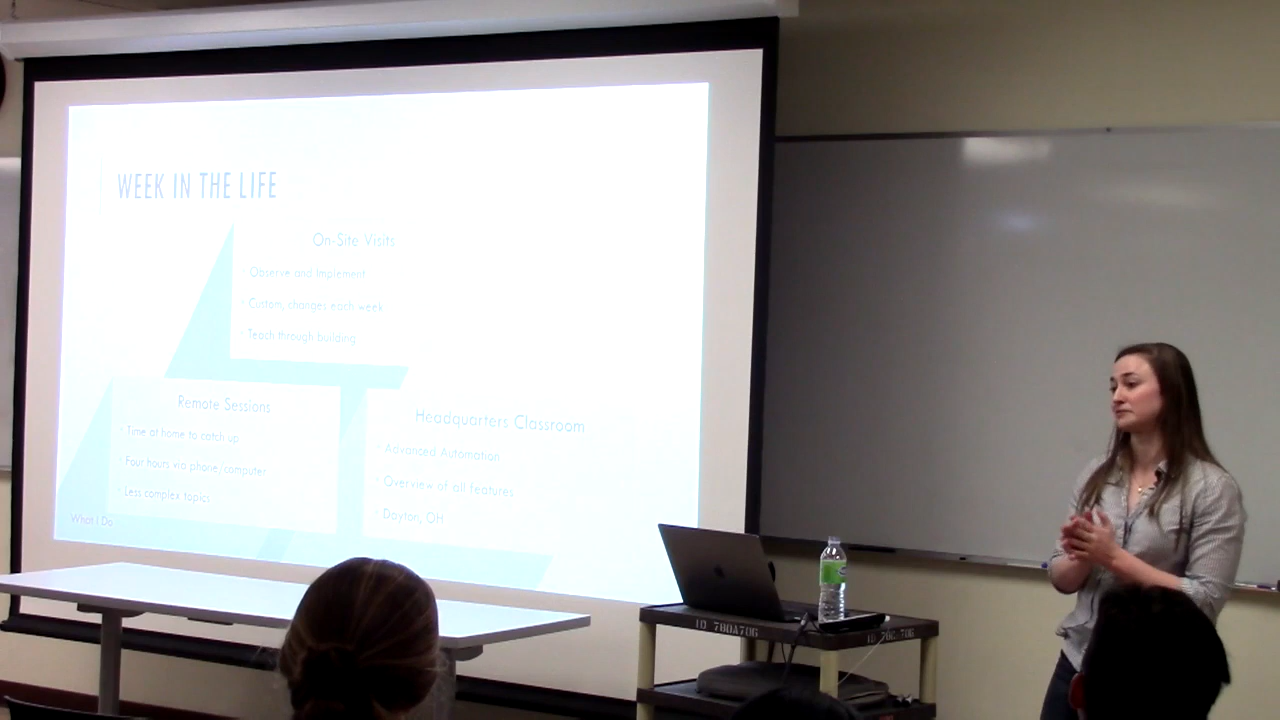 WEEK IN THE LIFE
On-Site Visits
Observe and Implement
Custom, changes each week
Teach through building
Remote Sessions
Time at home to catch up
Four hours via phone/computer
Less complex topics
Headquarters Classroom
Advanced Automation
Overview of all features
Dayton, OH
What I Do
ID 780A706